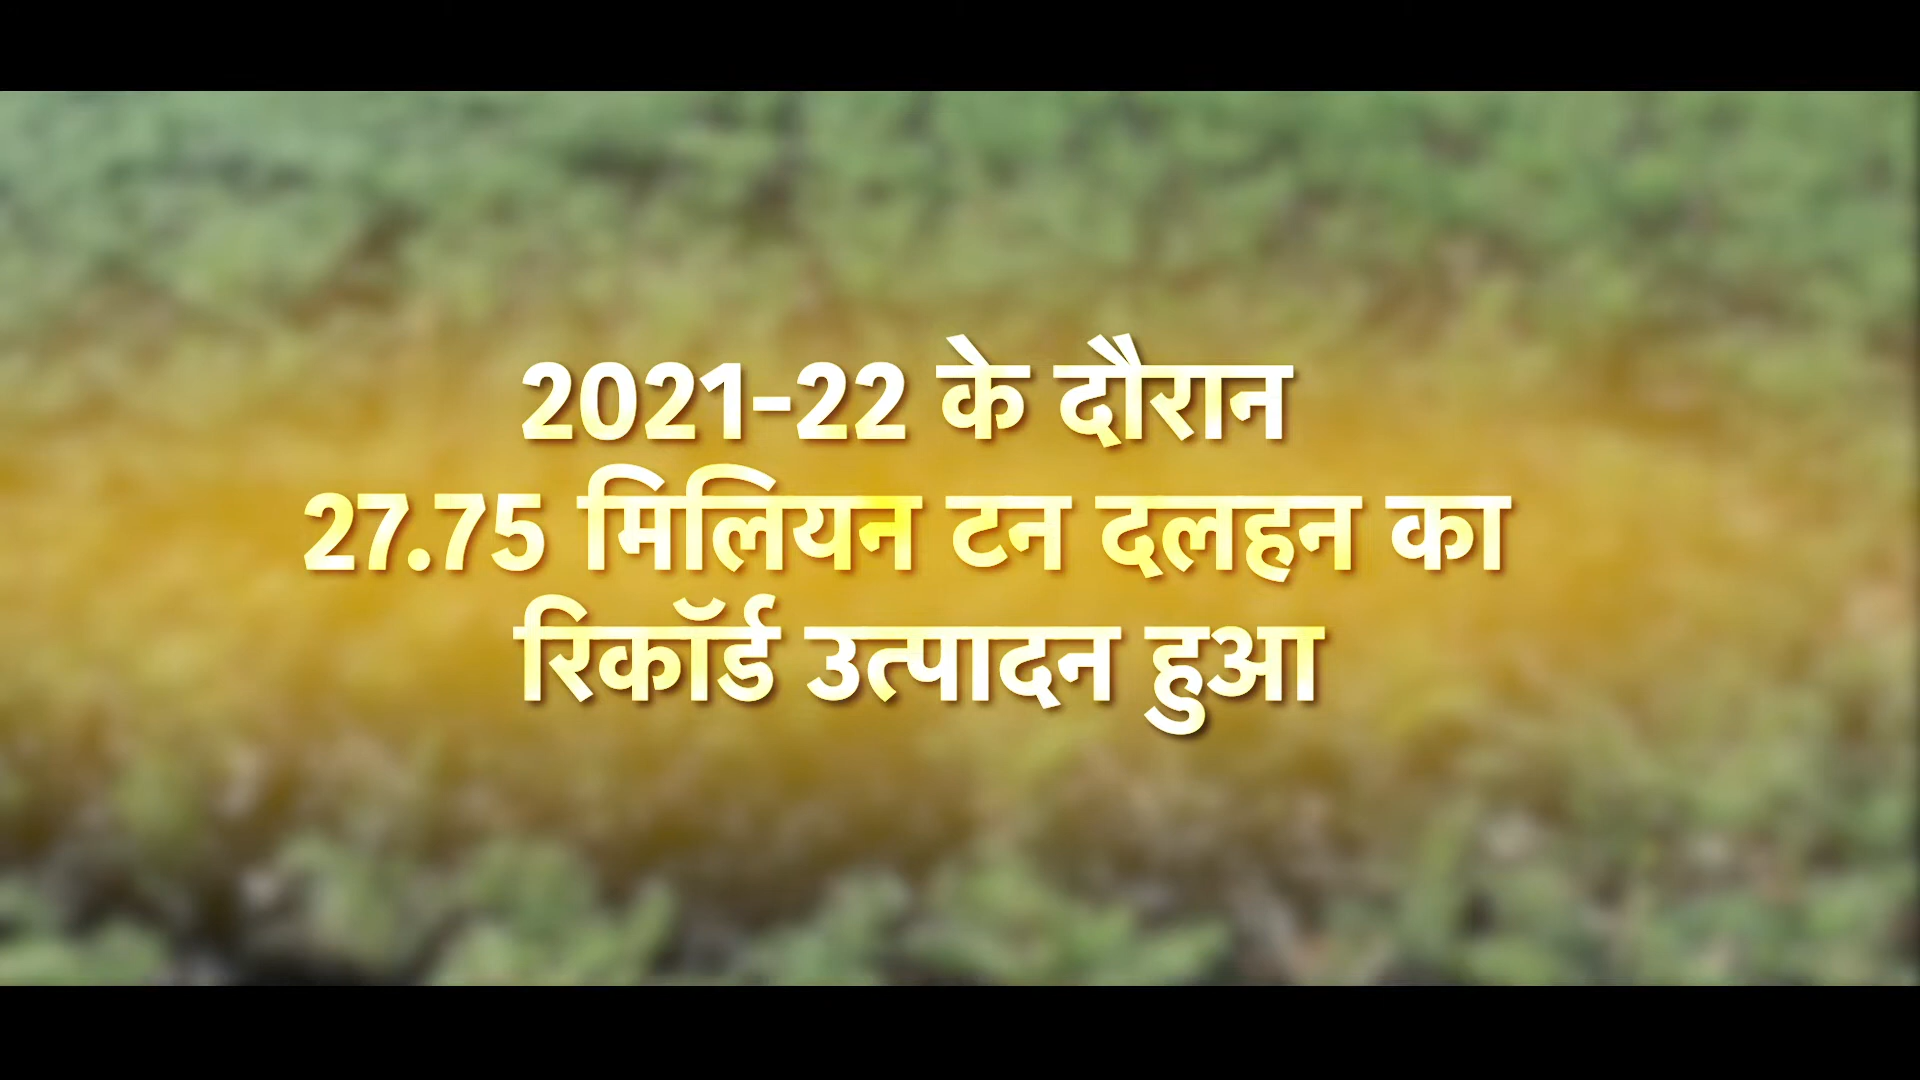 2021-22 के दौरान
27.75 मिलियन टन दलहन का
रिकॉर्ड उत्पादन हुआ